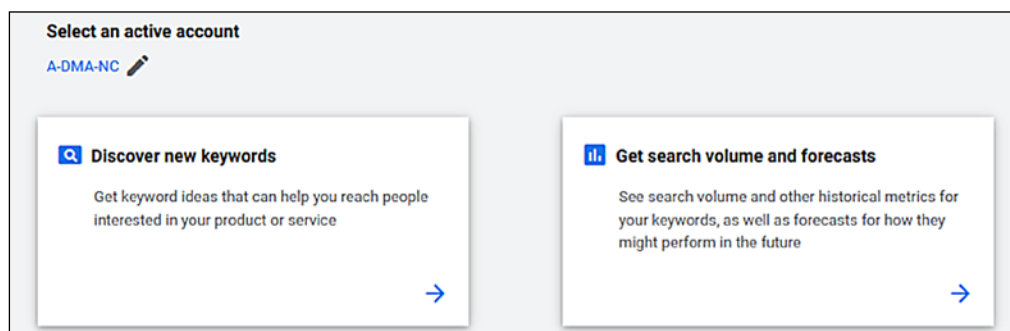 Select an active account
A-DMA-NC
Discover new keywords
Get keyword ideas that can help you reach people
interested in your product or service
Get search volume and forecasts
See search volume and other historical metrics for
your keywords, as well as forecasts for how they
might perform in the future